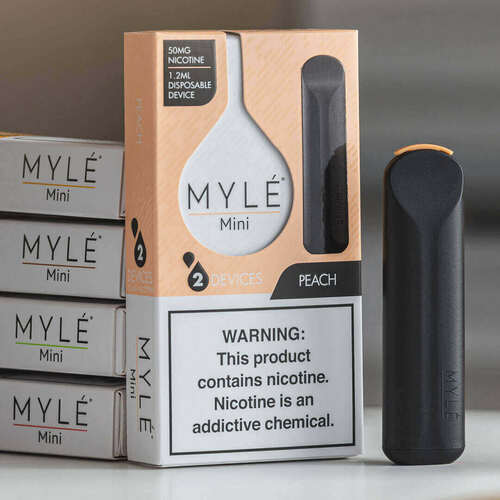 50MG
NICOTINE
1.2ML
DISPOSABLE
DEVICE
PEACH
MYLÉ®
Mini
2 DEVICES
PEACH
WARNING:
This product
contains nicotine.
Nicotine is an
addictive chemical.
2
MYLÉ
Mini
MYLÉ®
Mini
MYLÉ®
Mini
MYLÉ®
Mini
MYLÉ®
Mini
MYLÉ